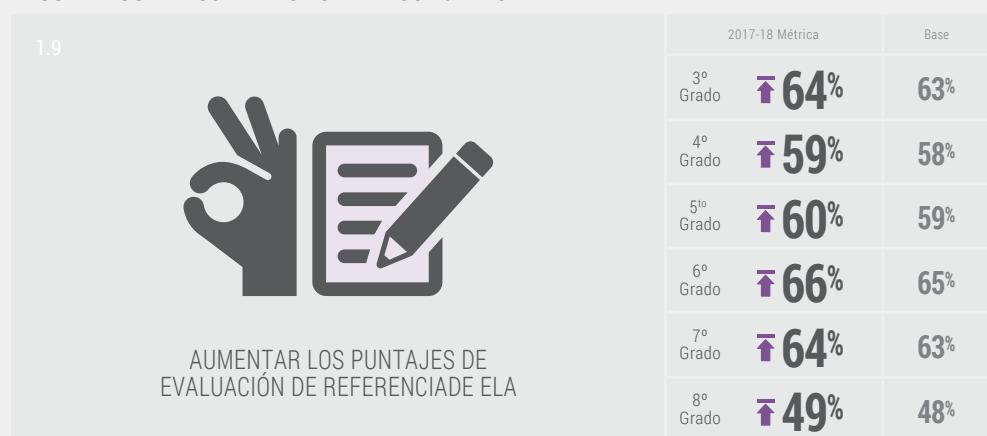 1.9
AUMENTAR LOS PUNTAJES DE
EVALUACIÓN DE REFERENCIADE ELA
2017-18 Métrica Base
3º Grado 64% 63%
4º Grado 59% 58%
5to Grado 60% 59%
6º Grado 66% 65%
7º Grado 64% 63%
8º Grado 49% 48%